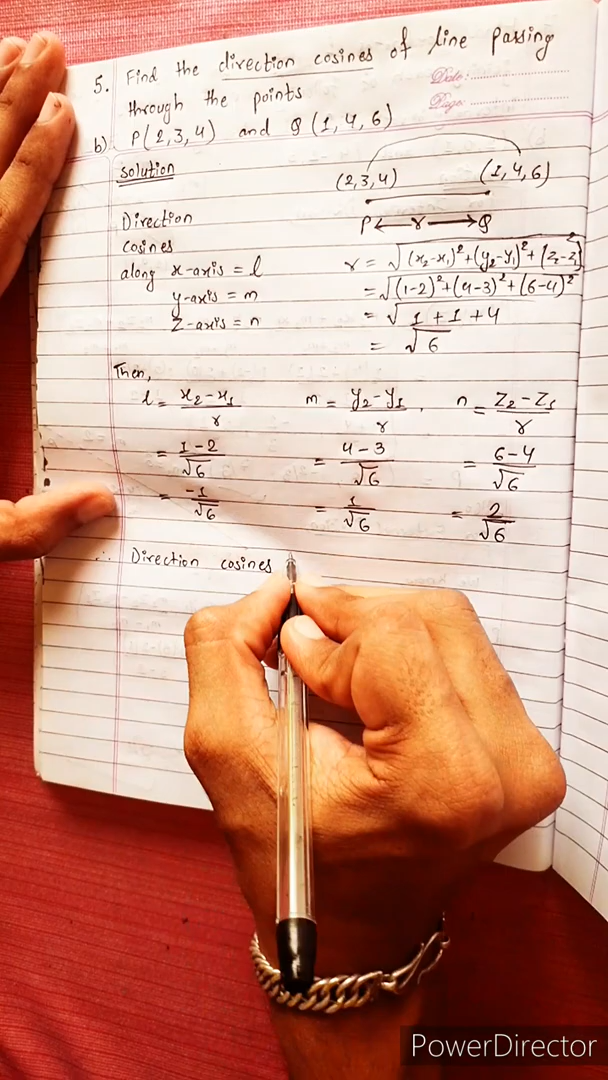 5. Find the direction cosines of line passing
through the points
Date:
Page:
b) P(2,3,4) and Q(1,4,6)
solution
(2,3,4) (1,4,6)
P ← r → Q
Direction
cosines
along x-axis = l
y-axis = m
z-axis = n
r = √(x₂-x₁)²+(y₂-y₁)²+(z₂-z₁)
= √(1-2)²+(4-3)²+(6-4)²
= √1+1+4
= √6
Then,
l = x₂-x₁/r m = y₂-y₁/r , n = z₂-z₁/r
= 1-2/√6 = 4-3/√6 = 6-4/√6
= -1/√6 = 1/√6 = 2/√6
∴ Direction cosines
PowerDirector